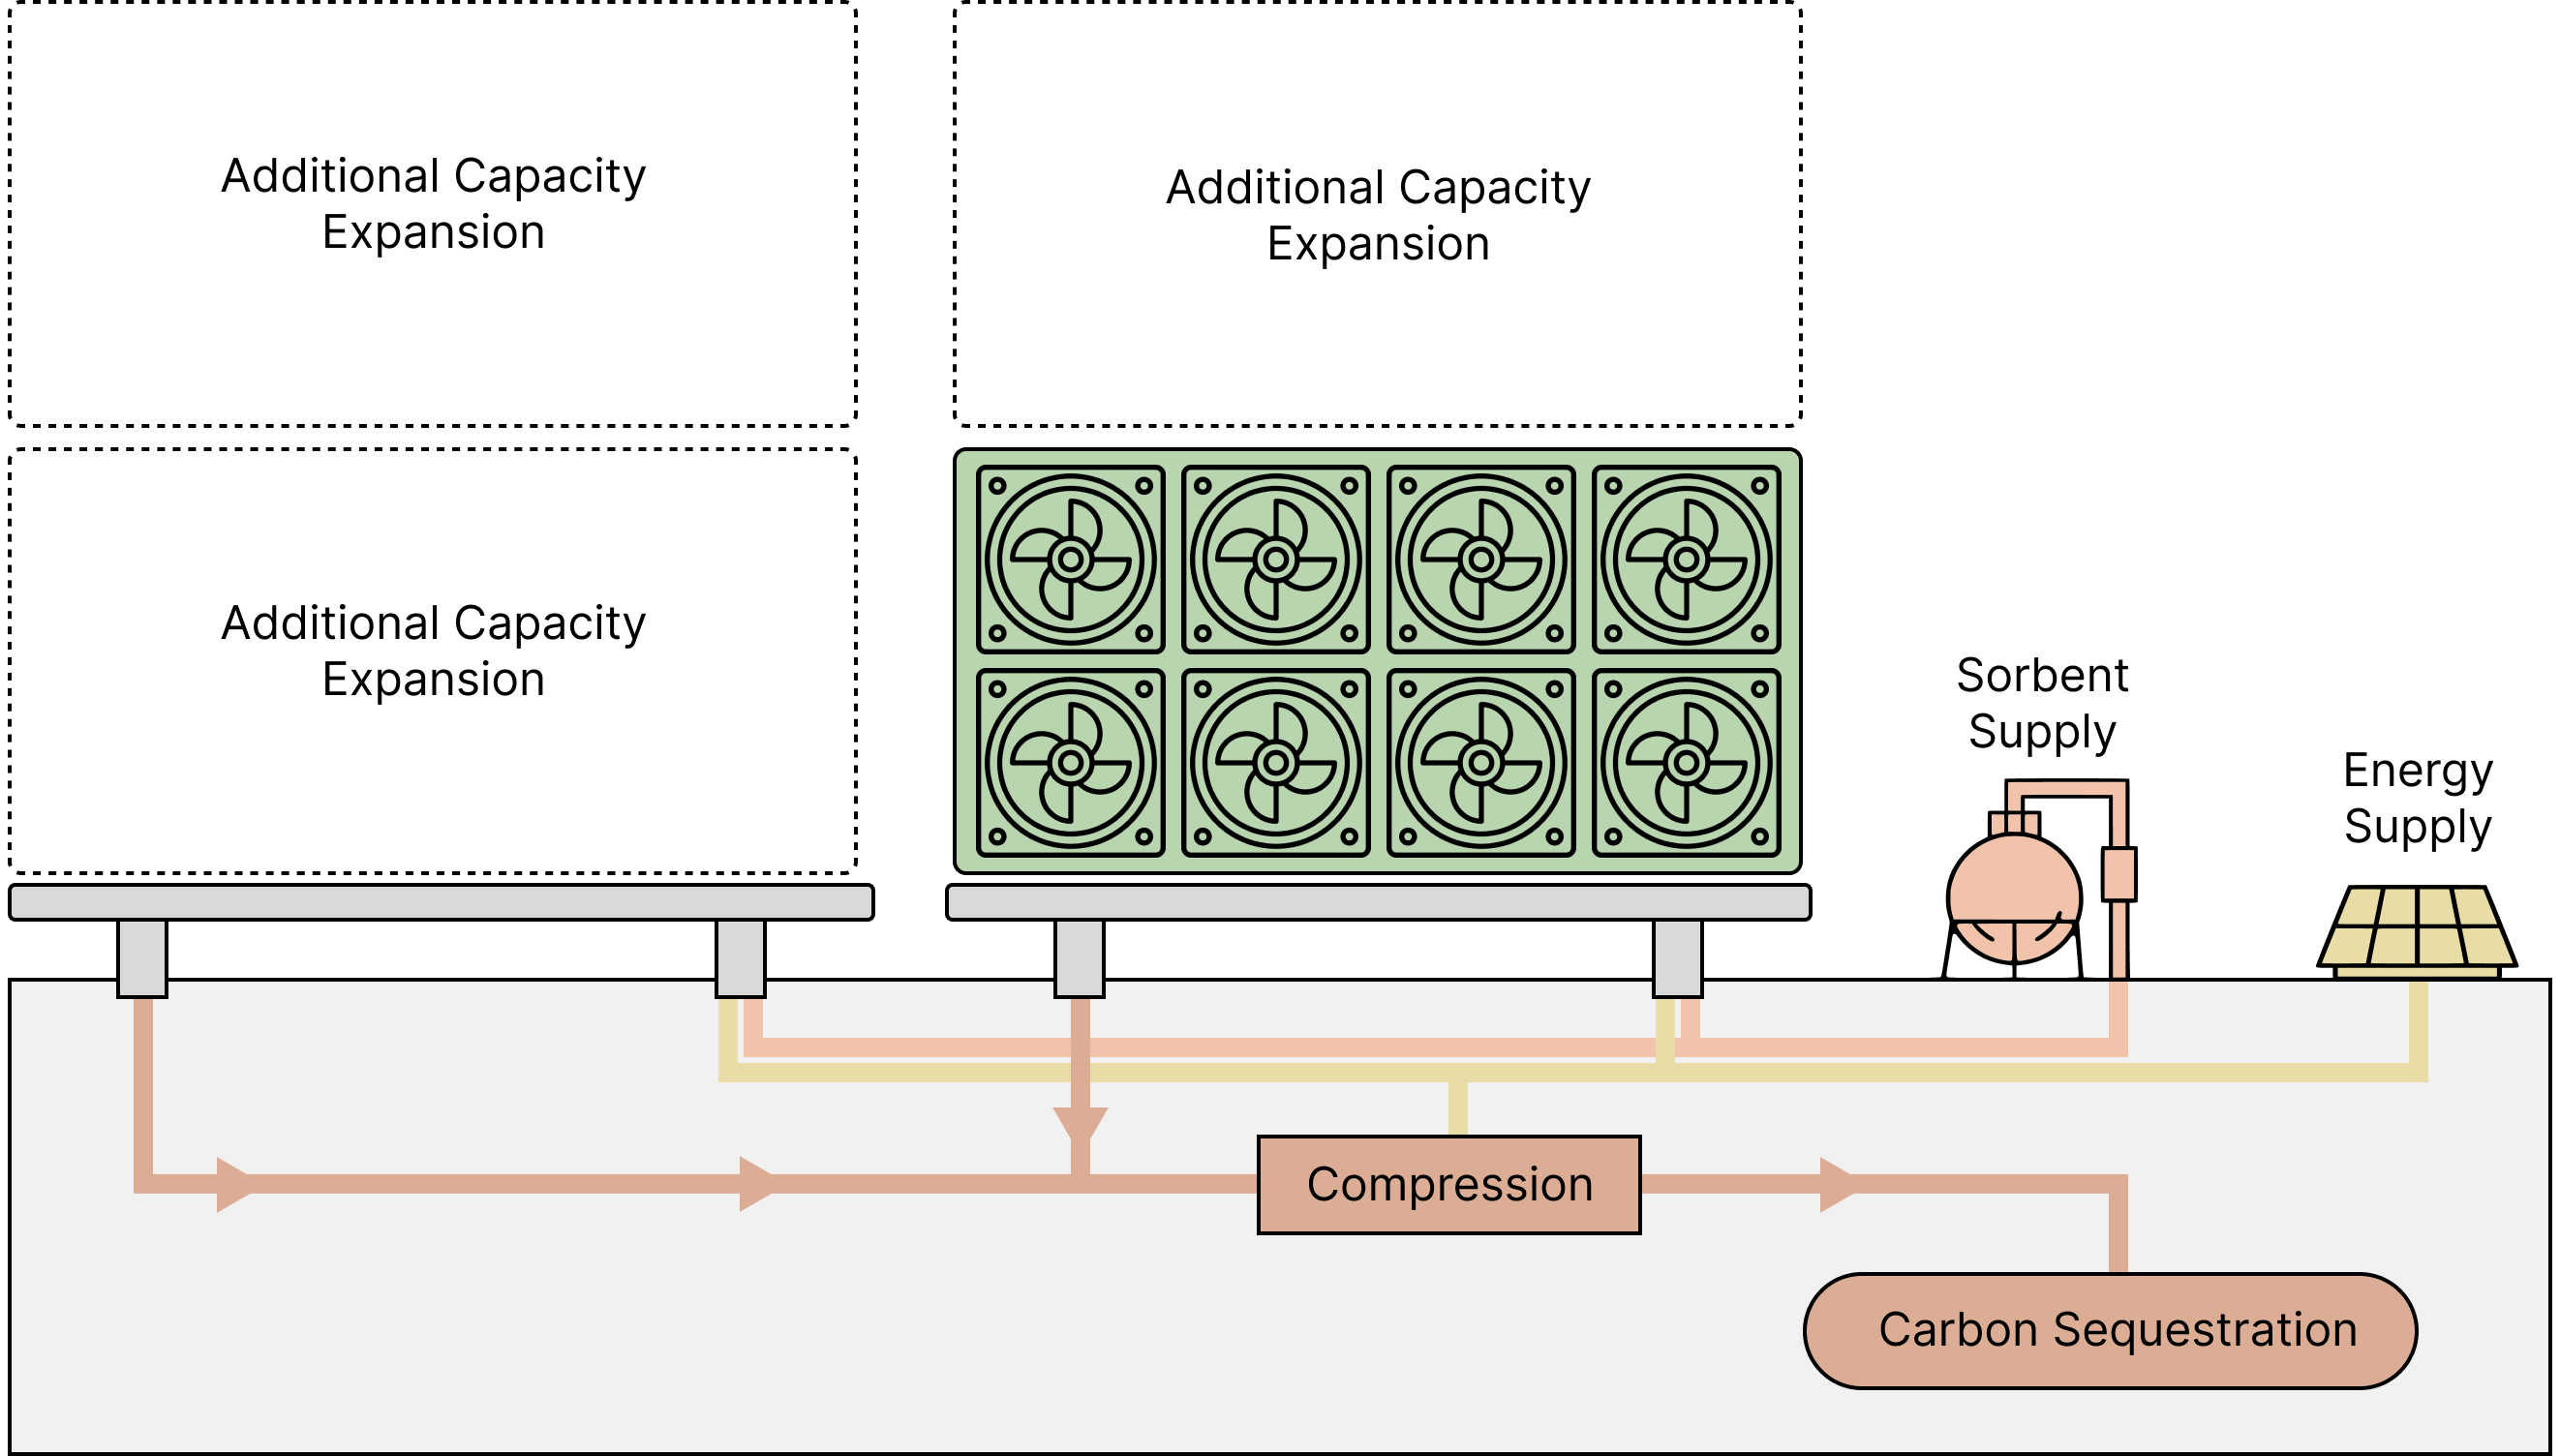 Additional Capacity
Expansion
Additional Capacity
Expansion
Additional Capacity
Expansion
Sorbent
Supply
Energy
Supply
Compression
Carbon Sequestration